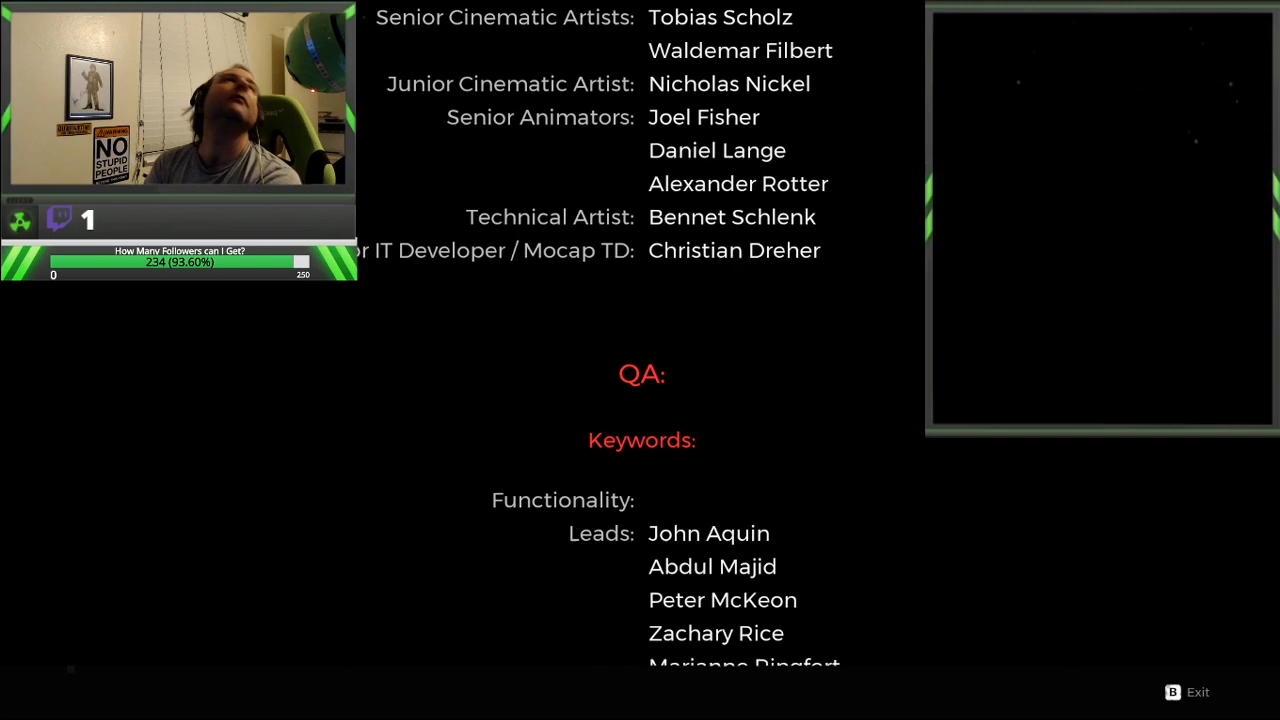 Senior Cinematic Artists: Tobias Scholz
Waldemar Filbert
Junior Cinematic Artist: Nicholas Nickel
Senior Animators: Joel Fisher
Daniel Lange
Alexander Rotter
Technical Artist: Bennet Schlenk
IT Developer / Mocap TD: Christian Dreher
QA:
Keywords:
Functionality:
Leads: John Aquin
Abdul Majid
Peter McKeon
Zachary Rice
Marianne Ringfort
WARNING
NO
STUPID
PEOPLE
1
How Many Followers can I Get?
234 (93.60%)
0 250
B Exit